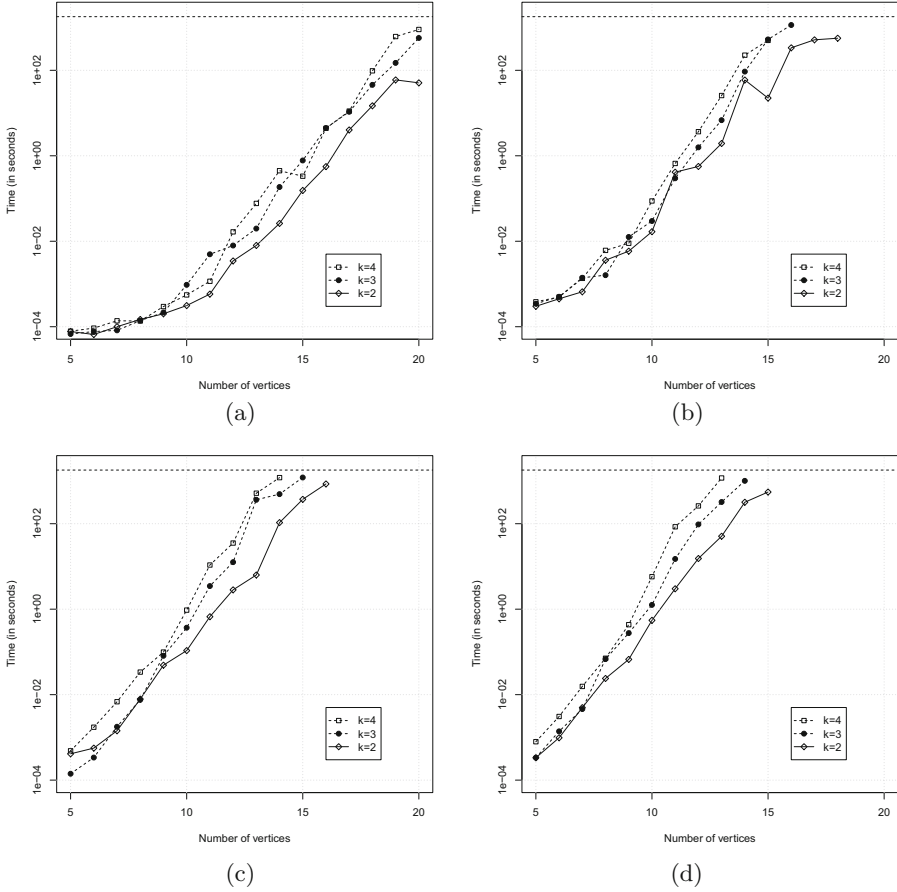 1e+02
1e+00
1e-02
1e-04
Time (in seconds)
k=4
k=3
k=2
5
10
15
20
Number of vertices
(a)
1e+02
1e+00
1e-02
1e-04
Time (in seconds)
k=4
k=3
k=2
5
10
15
20
Number of vertices
(b)
1e+02
1e+00
1e-02
1e-04
Time (in seconds)
k=4
k=3
k=2
5
10
15
20
Number of vertices
(c)
1e+02
1e+00
1e-02
1e-04
Time (in seconds)
k=4
k=3
k=2
5
10
15
20
Number of vertices
(d)